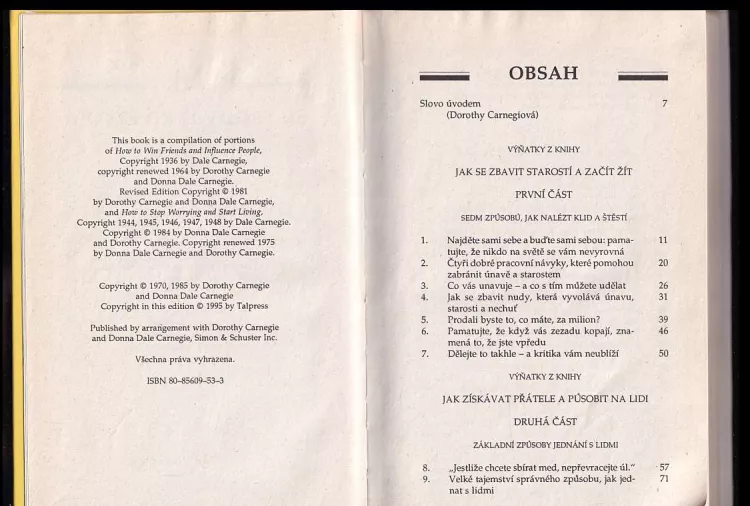 This book is a compilation of portions
of How to Win Friends and Influence People,
Copyright 1936 by Dale Carnegie,
copyright renewed 1964 by Dorothy Carnegie
and Donna Dale Carnegie.
Revised Edition Copyright © 1981
by Dorothy Carnegie and Donna Dale Carnegie,
and How to Stop Worrying and Start Living.
Copyright 1944, 1945, 1946, 1947, 1948 by Dale Carnegie.
Copyright © 1984 by Donna Dale Carnegie
and Dorothy Carnegie. Copyright renewed 1975
by Donna Dale Carnegie and Dorothy Carnegie.
Copyright © 1970, 1985 by Dorothy Carnegie
and Donna Dale Carnegie
Copyright in this edition © 1995 by Talpress
Published by arrangement with Dorothy Carnegie
and Donna Dale Carnegie, Simon & Schuster Inc.
Všechna práva vyhrazena.
ISBN 80–85609–53–3
OBSAH
Slovo úvodem 7
(Dorothy Carnegiová)
VÝŇATKY Z KNIHY
JAK SE ZBAVIT STAROSTÍ A ZAČÍT ŽÍT
PRVNÍ ČÁST
SEDM ZPŮSOBŮ, JAK NALÉZT KLID A ŠTĚSTÍ
1. Najděte sami sebe a buďte sami sebou: pama- 11
tujte, že nikdo na světě se vám nevyrovná
2. Čtyři dobré pracovní návyky, které pomohou 20
zabránit únavě a starostem
3. Co vás unavuje – a co s tím můžete udělat 26
4. Jak se zbavit nudy, která vyvolává únavu, 31
starosti a nechuť
5. Prodali byste to, co máte, za milion? 39
6. Pamatujte, že když vás zezadu kopají, zna- 46
mená to, že jste vpředu
7. Dělejte to takhle – a kritika vám neublíží 50
VÝŇATKY Z KNIHY
JAK ZÍSKÁVAT PŘÁTELE A PŮSOBIT NA LIDI
DRUHÁ ČÁST
ZÁKLADNÍ ZPŮSOBY JEDNÁNÍ S LIDMI
8. „Jestliže chcete sbírat med, nepřevracejte úl.“ 57
9. Velké tajemství správného způsobu, jak jed- 71
nat s lidmi